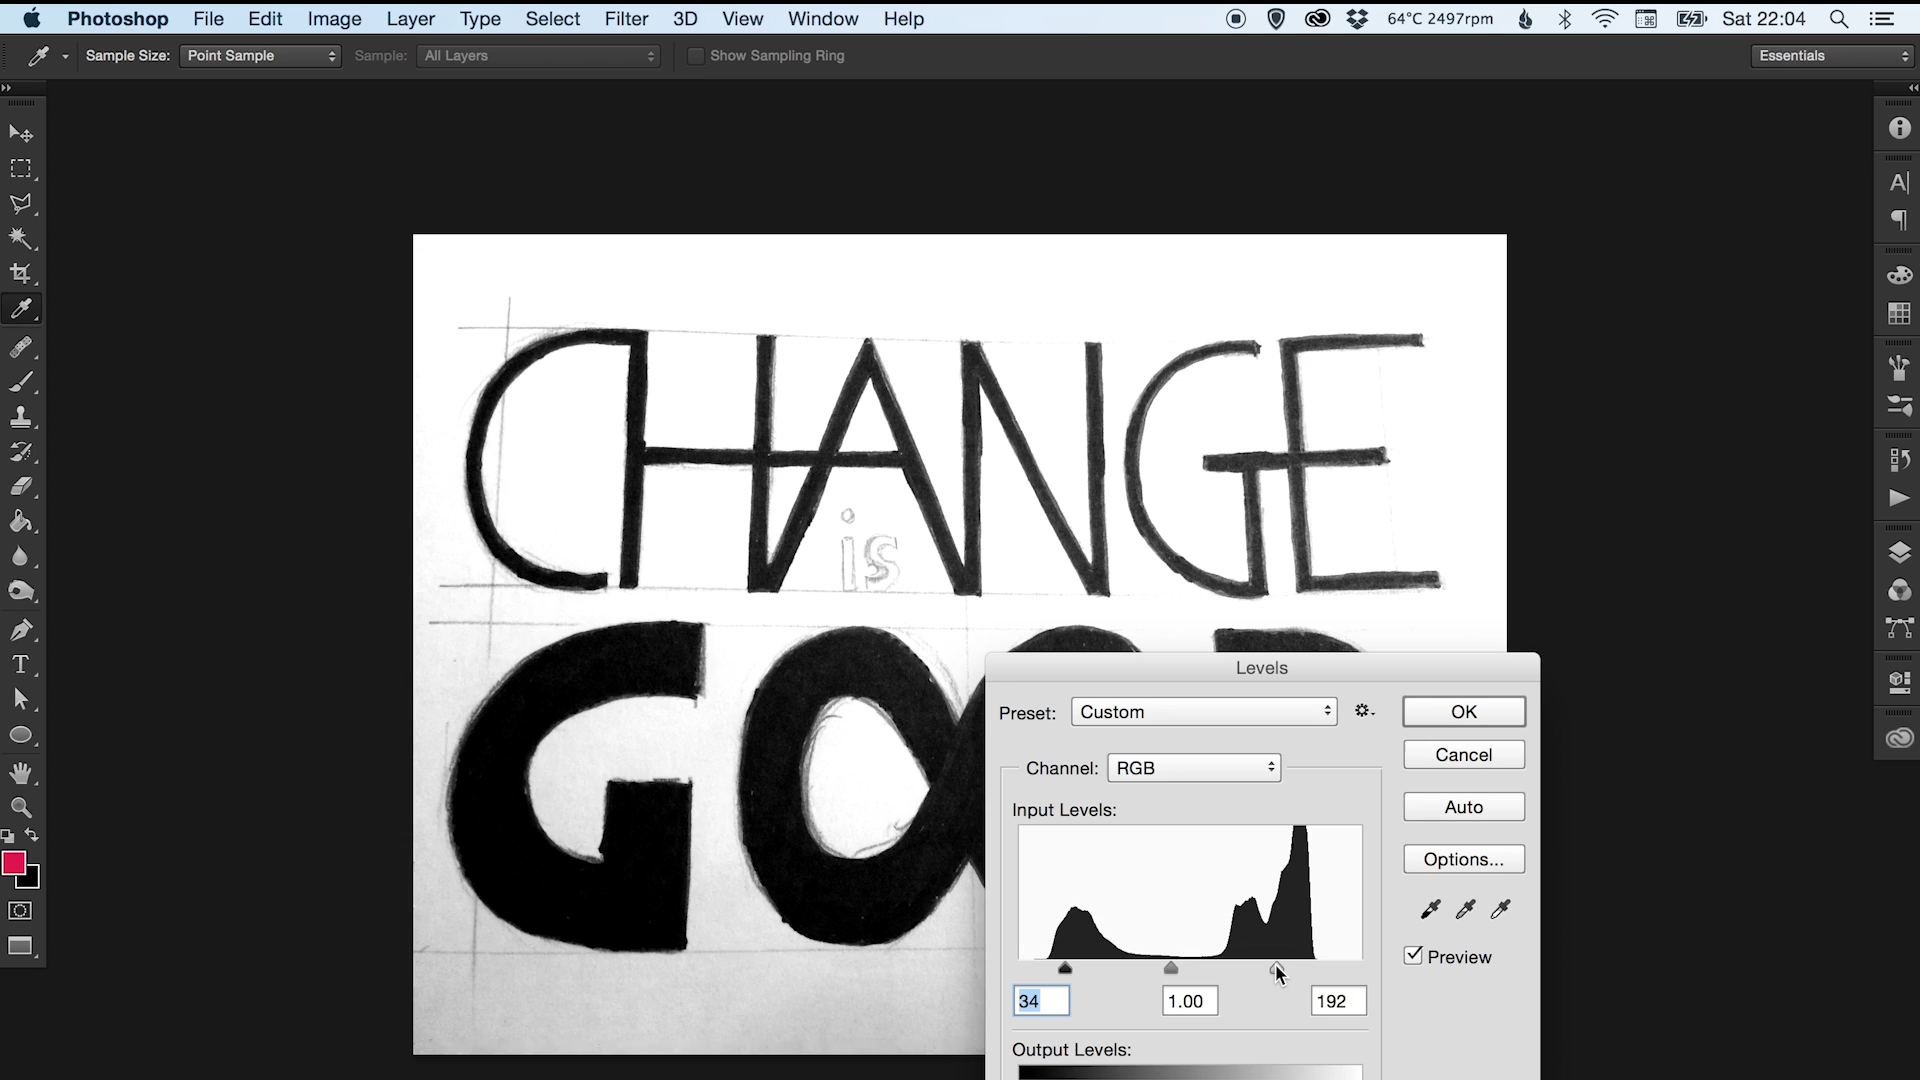 Photoshop File Edit Image Layer Type Select Filter 3D View Window Help 64°C 2497rpm Sat 22:04
Sample Size: Point Sample Sample: All Layers Show Sampling Ring Essentials
CHANGE
is
GO
Levels
Preset: Custom OK
Cancel
Channel: RGB
Auto
Input Levels:
Options...
Preview
34 1.00 192
Output Levels: